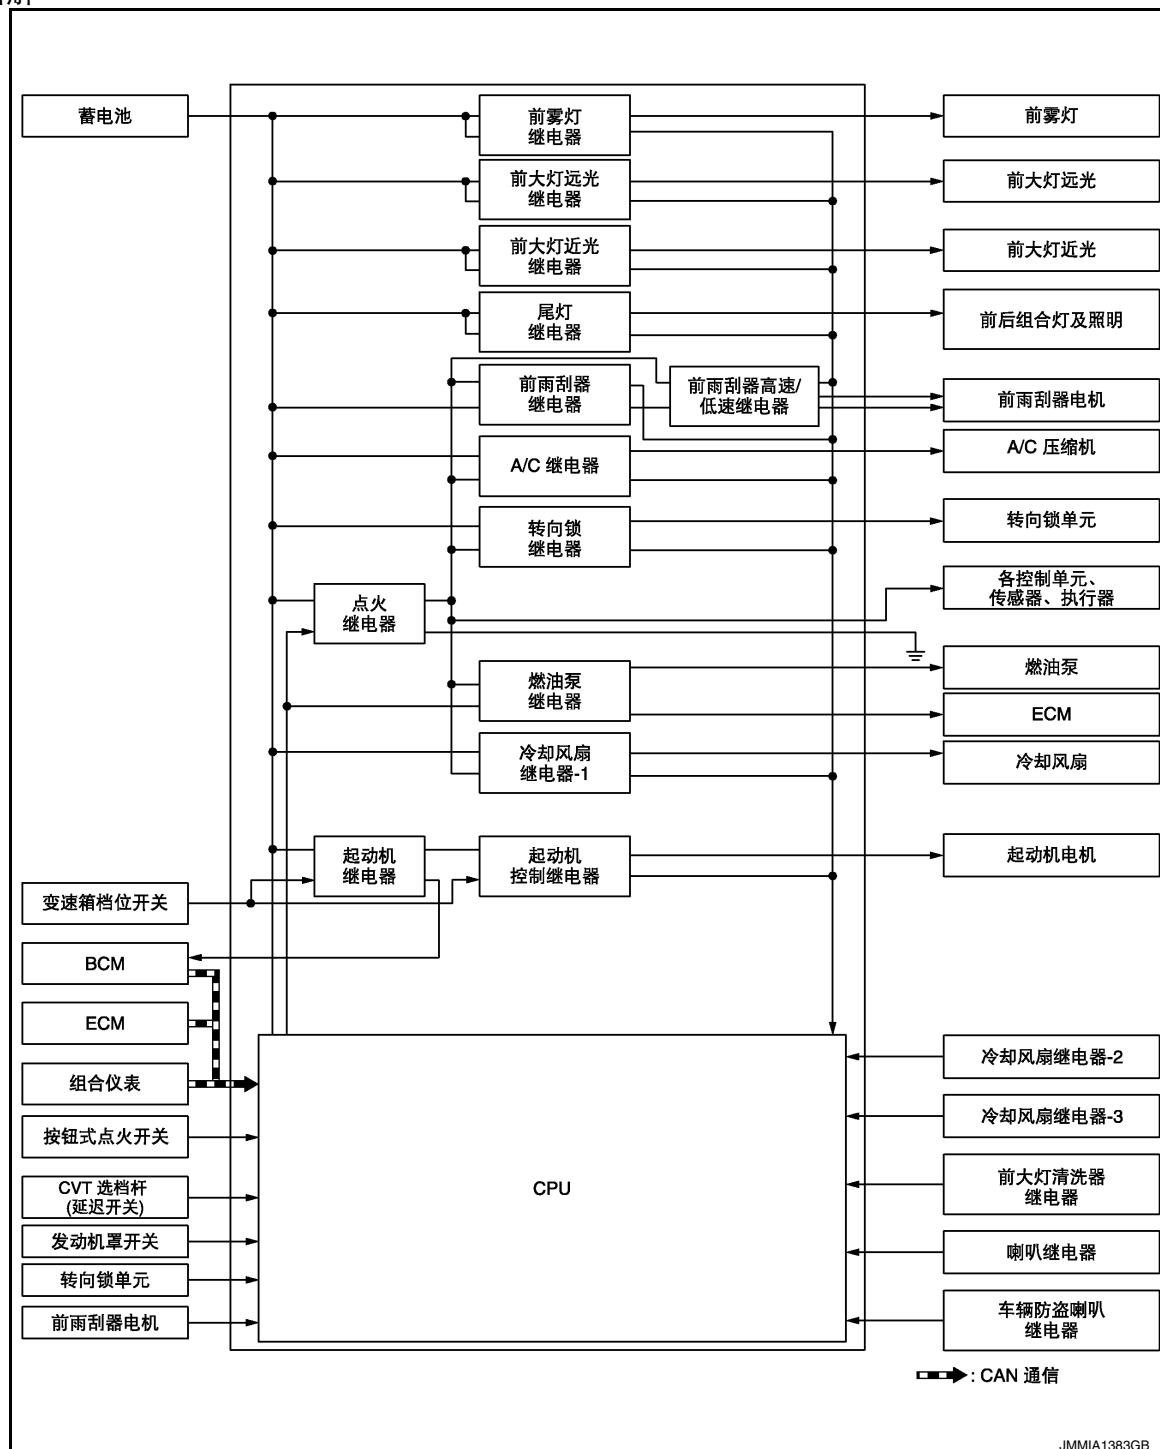 蓄电池
前雾灯
继电器
前雾灯
前大灯远光
继电器
前大灯远光
前大灯近光
继电器
前大灯近光
尾灯
继电器
前后组合灯及照明
前雨刮器
继电器
前雨刮器高速/
低速继电器
前雨刮器电机
A/C 继电器
A/C 压缩机
转向锁
继电器
转向锁单元
点火
继电器
各控制单元、
传感器、执行器
燃油泵
继电器
燃油泵
ECM
冷却风扇
继电器-1
冷却风扇
起动机
继电器
起动机
控制继电器
起动机电机
变速箱档位开关
BCM
ECM
组合仪表
按钮式点火开关
CVT 选档杆
(延迟开关)
发动机罩开关
转向锁单元
前雨刮器电机
CPU
冷却风扇继电器-2
冷却风扇继电器-3
前大灯清洗器
继电器
喇叭继电器
车辆防盗喇叭
继电器
: CAN 通信
JMMIA1383GB